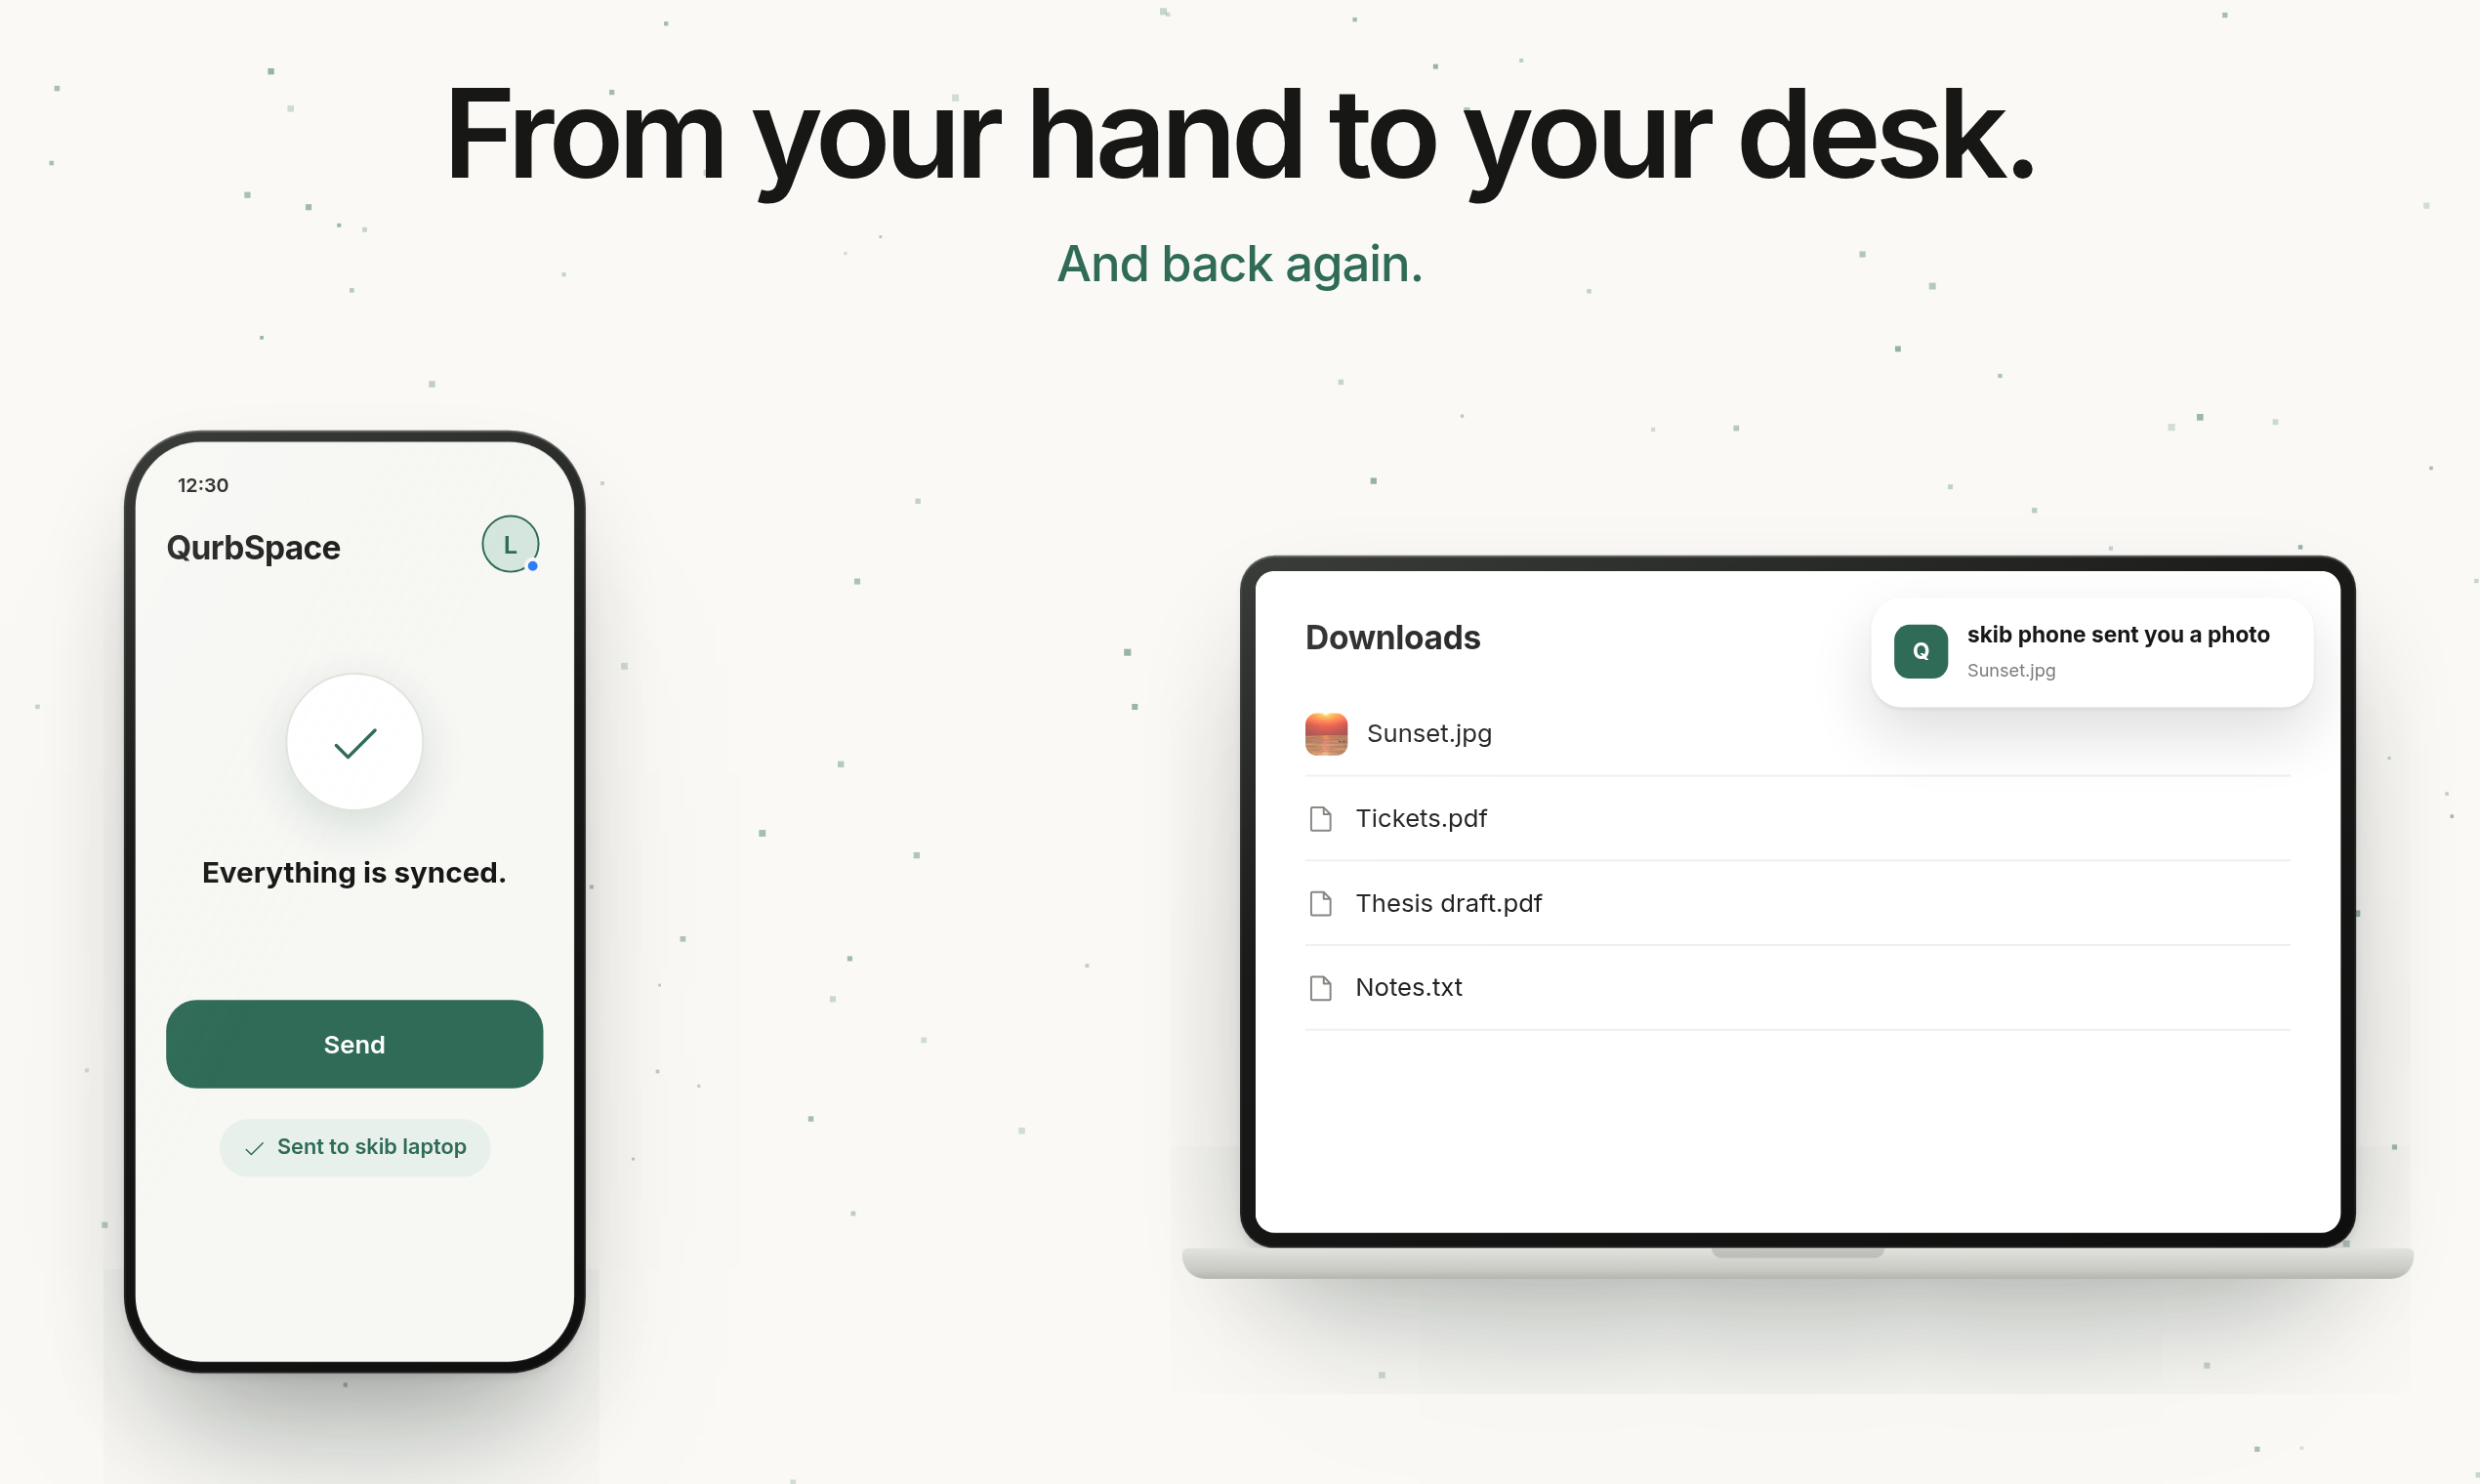 From your hand to your desk.
And back again.
12:30
QurbSpace
L
Everything is synced.
Send
Sent to skib laptop
Downloads
Q
skib phone sent you a photo
Sunset.jpg
Sunset.jpg
Tickets.pdf
Thesis draft.pdf
Notes.txt